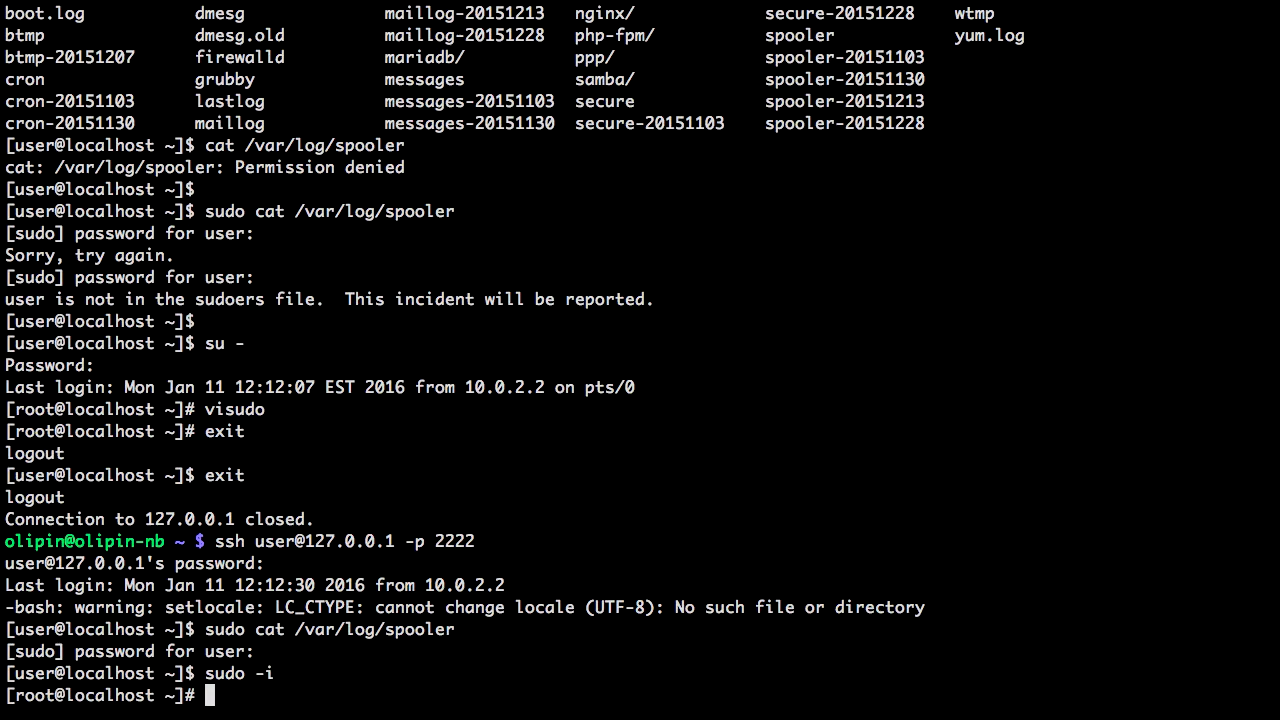 boot.log dmesg maillog-20151213 nginx/ secure-20151228 wtmp
btmp dmesg.old maillog-20151228 php-fpm/ spooler yum.log
btmp-20151207 firewalld mariadb/ ppp/ spooler-20151103
cron grubby messages samba/ spooler-20151130
cron-20151103 lastlog messages-20151103 secure spooler-20151213
cron-20151130 maillog messages-20151130 secure-20151103 spooler-20151228
[user@localhost ~]$ cat /var/log/spooler
cat: /var/log/spooler: Permission denied
[user@localhost ~]$
[user@localhost ~]$ sudo cat /var/log/spooler
[sudo] password for user:
Sorry, try again.
[sudo] password for user:
user is not in the sudoers file.  This incident will be reported.
[user@localhost ~]$
[user@localhost ~]$ su -
Password:
Last login: Mon Jan 11 12:12:07 EST 2016 from 10.0.2.2 on pts/0
[root@localhost ~]# visudo
[root@localhost ~]# exit
logout
[user@localhost ~]$ exit
logout
Connection to 127.0.0.1 closed.
olipin@olipin-nb ~ $ ssh user@127.0.0.1 -p 2222
user@127.0.0.1's password:
Last login: Mon Jan 11 12:12:30 2016 from 10.0.2.2
-bash: warning: setlocale: LC_CTYPE: cannot change locale (UTF-8): No such file or directory
[user@localhost ~]$ sudo cat /var/log/spooler
[sudo] password for user:
[user@localhost ~]$ sudo -i
[root@localhost ~]#